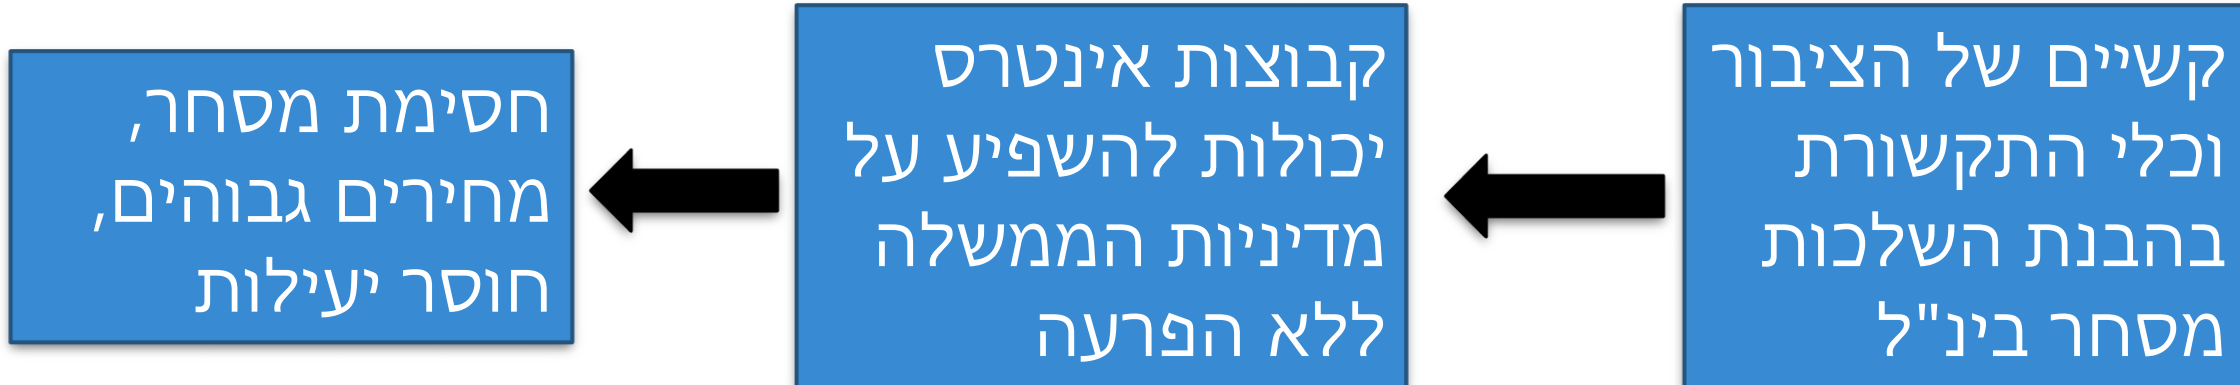 קשיים של הציבור
וכלי התקשורת
בהבנת השלכות
מסחר בינ"ל
קבוצות אינטרס
יכולות להשפיע על
מדיניות הממשלה
ללא הפרעה
חסימת מסחר,
מחירים גבוהים,
חוסר יעילות